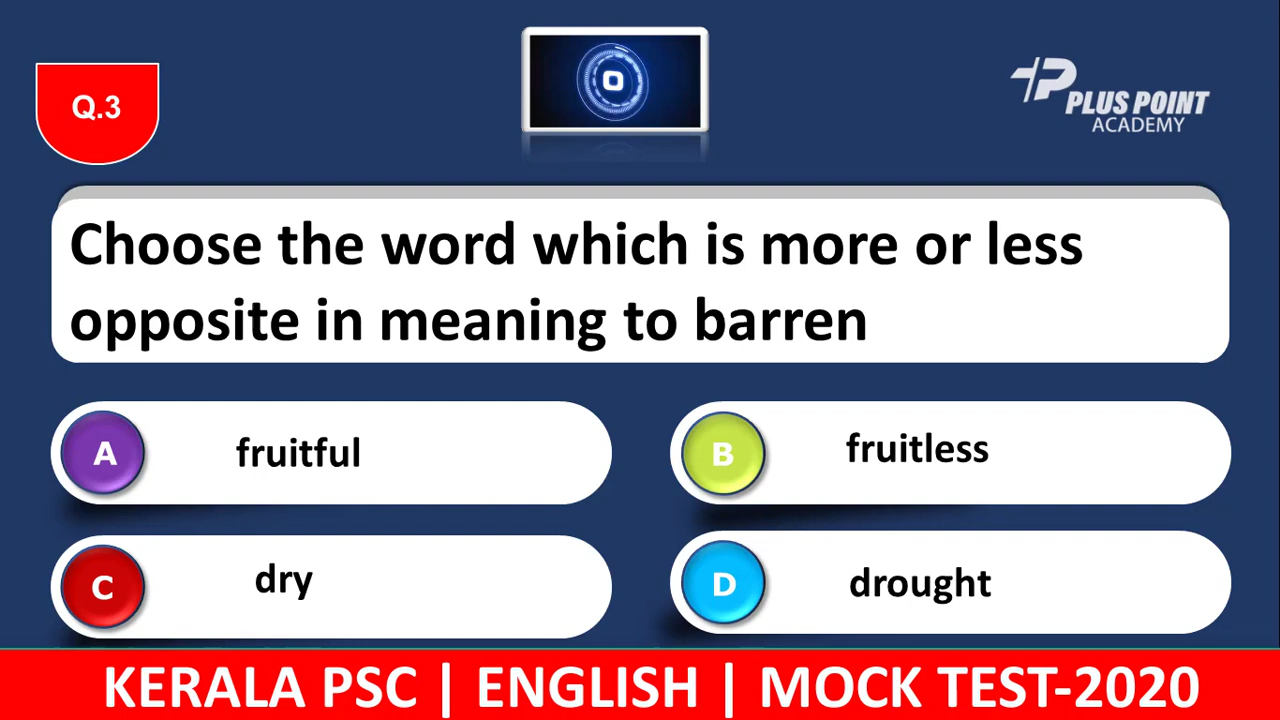 Q.3
PLUS POINT
ACADEMY
Choose the word which is more or less
opposite in meaning to barren
A fruitful
B fruitless
C dry
D drought
KERALA PSC | ENGLISH | MOCK TEST-2020